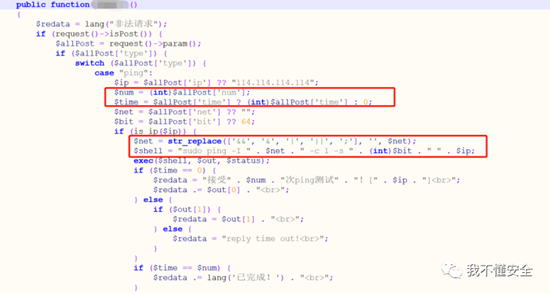 public function
{
$redata = lang("非法请求");
if (request()->isPost()) {
$allPost = request()->param();
if ($allPost['type']) {
switch ($allPost['type']) {
case "ping":
$ip = $allPost['ip'] ?? "114.114.114.114";
$num = (int)$allPost['num'];
$time = $allPost['time'] ? (int)$allPost['time'] : 0;
$net = $allPost['net'] ?? "";
$bit = $allPost['bit'] ?? 64;
if (is_ip($ip)) {
$net = str_replace(['&&', '&', '|', '||', ';'], '', $net);
$shell = "sudo ping -I " . $net . " -c 1 -s " . (int)$bit . " " . $ip;
exec($shell, $out, $status);
if ($time == 0) {
$redata = "接受" . $num . "次ping测试" . "! [" . $ip . "]<br>";
$redata .= $out[0] . "<br>";
} else {
if ($out[1]) {
$redata = $out[1] . "<br>";
} else {
$redata = "reply time out!<br>";
}
}
if ($time == $num) {
$redata .= lang('已完成! ') . "<br>";
}
我不懂安全